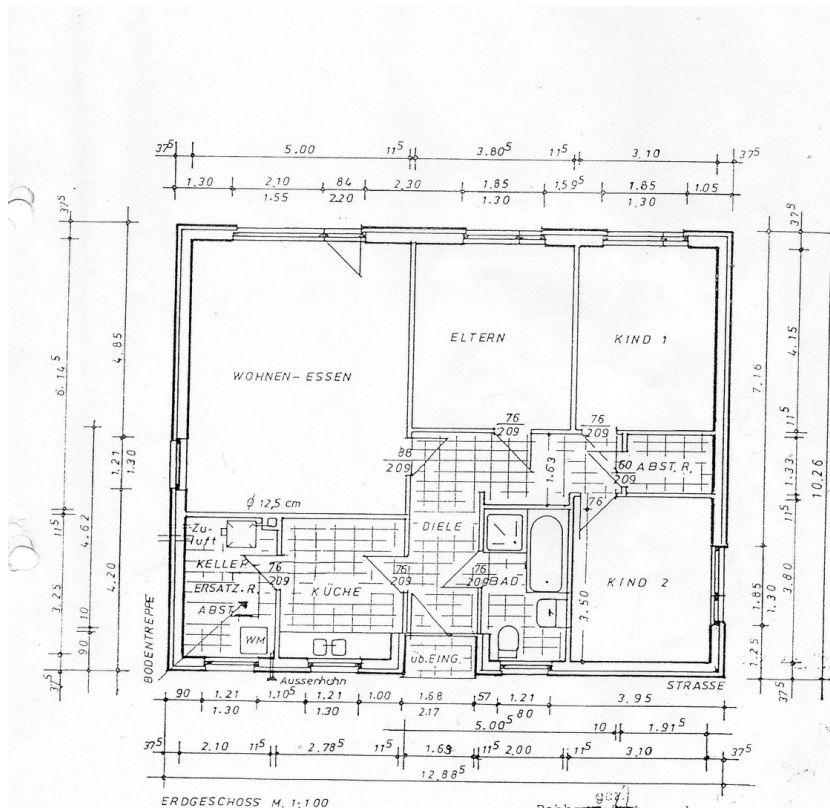 37⁵ 5.00 11⁵ 3.80⁵ 11⁵ 3.10 37⁵
1.30 2.10 84 2.30 1.85 1.59⁵ 1.85 1.05
1.55 220 1.30 1.30
37⁵
6.14⁵
4.85
1.21
1.30
11⁵
4.62
4.20
3.25
10
90
37⁵
37⁵
4.15
7.16
11⁵
1.33
10.26
11⁵
3.80
1.85
1.30
1.25
37⁵
ELTERN
KIND 1
WOHNEN-ESSEN
76
209
76
209
88
209
1.63
60
209
ABST.R.
76
Ø 12,5 cm
Zu-
luft
DIELE
KELLER-
ERSATZ.R.
ABST.
WM
76
209
KÜCHE
76
209
76
209
BAD
3.50
KIND 2
BODENTREPPE
üb.EING.
Aussenhahn
STRASSE
90 1.21 1.10⁵ 1.21 1.00 1.68 57 1.21 3.95
1.30 1.30 2.17 80
5.00⁵ 10 1.91⁵
37⁵ 2.10 11⁵ 2.78⁵ 11⁵ 1.63 11⁵ 2.00 11⁵ 3.10 37⁵
12.88⁵
ERDGESCHOSS M. 1:100
gez.